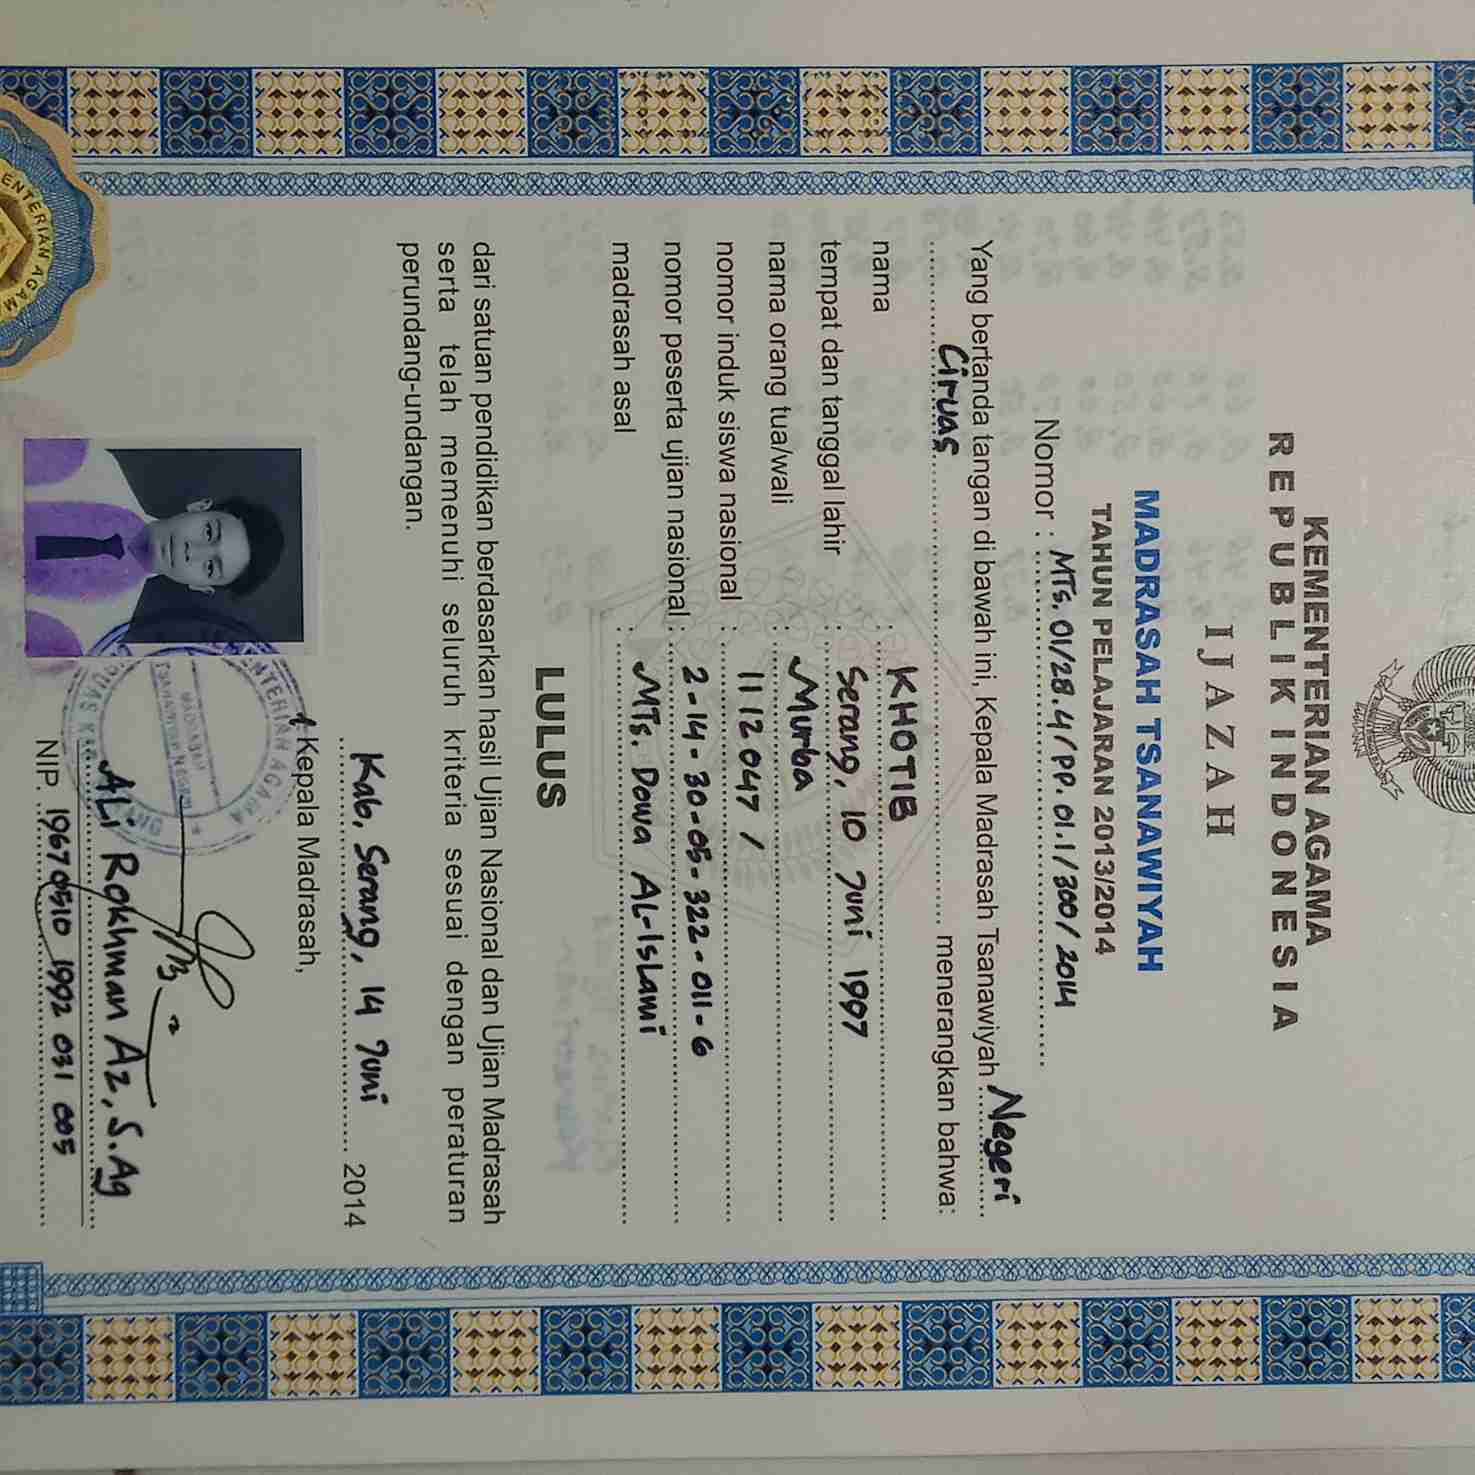 KEMENTERIAN AGAMA
REPUBLIK INDONESIA
IJAZAH
MADRASAH TSANAWIYAH
TAHUN PELAJARAN 2013/2014
Nomor : MTs.01/28.4/PP.01.1/300/2014
Yang bertanda tangan di bawah ini, Kepala Madrasah Tsanawiyah Negeri
Ciruas menerangkan bahwa:
nama : KHOTIB
tempat dan tanggal lahir : Serang, 10 Juni 1997
nama orang tua/wali : Murba
nomor induk siswa nasional : 1112047 /
nomor peserta ujian nasional : 2-14-30-05-322-011-6
madrasah asal : MTs. Dowa AL-Islami
LULUS
dari satuan pendidikan berdasarkan hasil Ujian Nasional dan Ujian Madrasah
serta telah memenuhi seluruh kriteria sesuai dengan peraturan
perundang-undangan.
Kab. Serang, 14 Juni 2014
Kepala Madrasah,
ALi Rokhman Az, S.Ag
NIP. 19670510 1992 031 005
KEMENTERIAN AGAMA
MADRASAH
TSANAWIYAH NEGERI